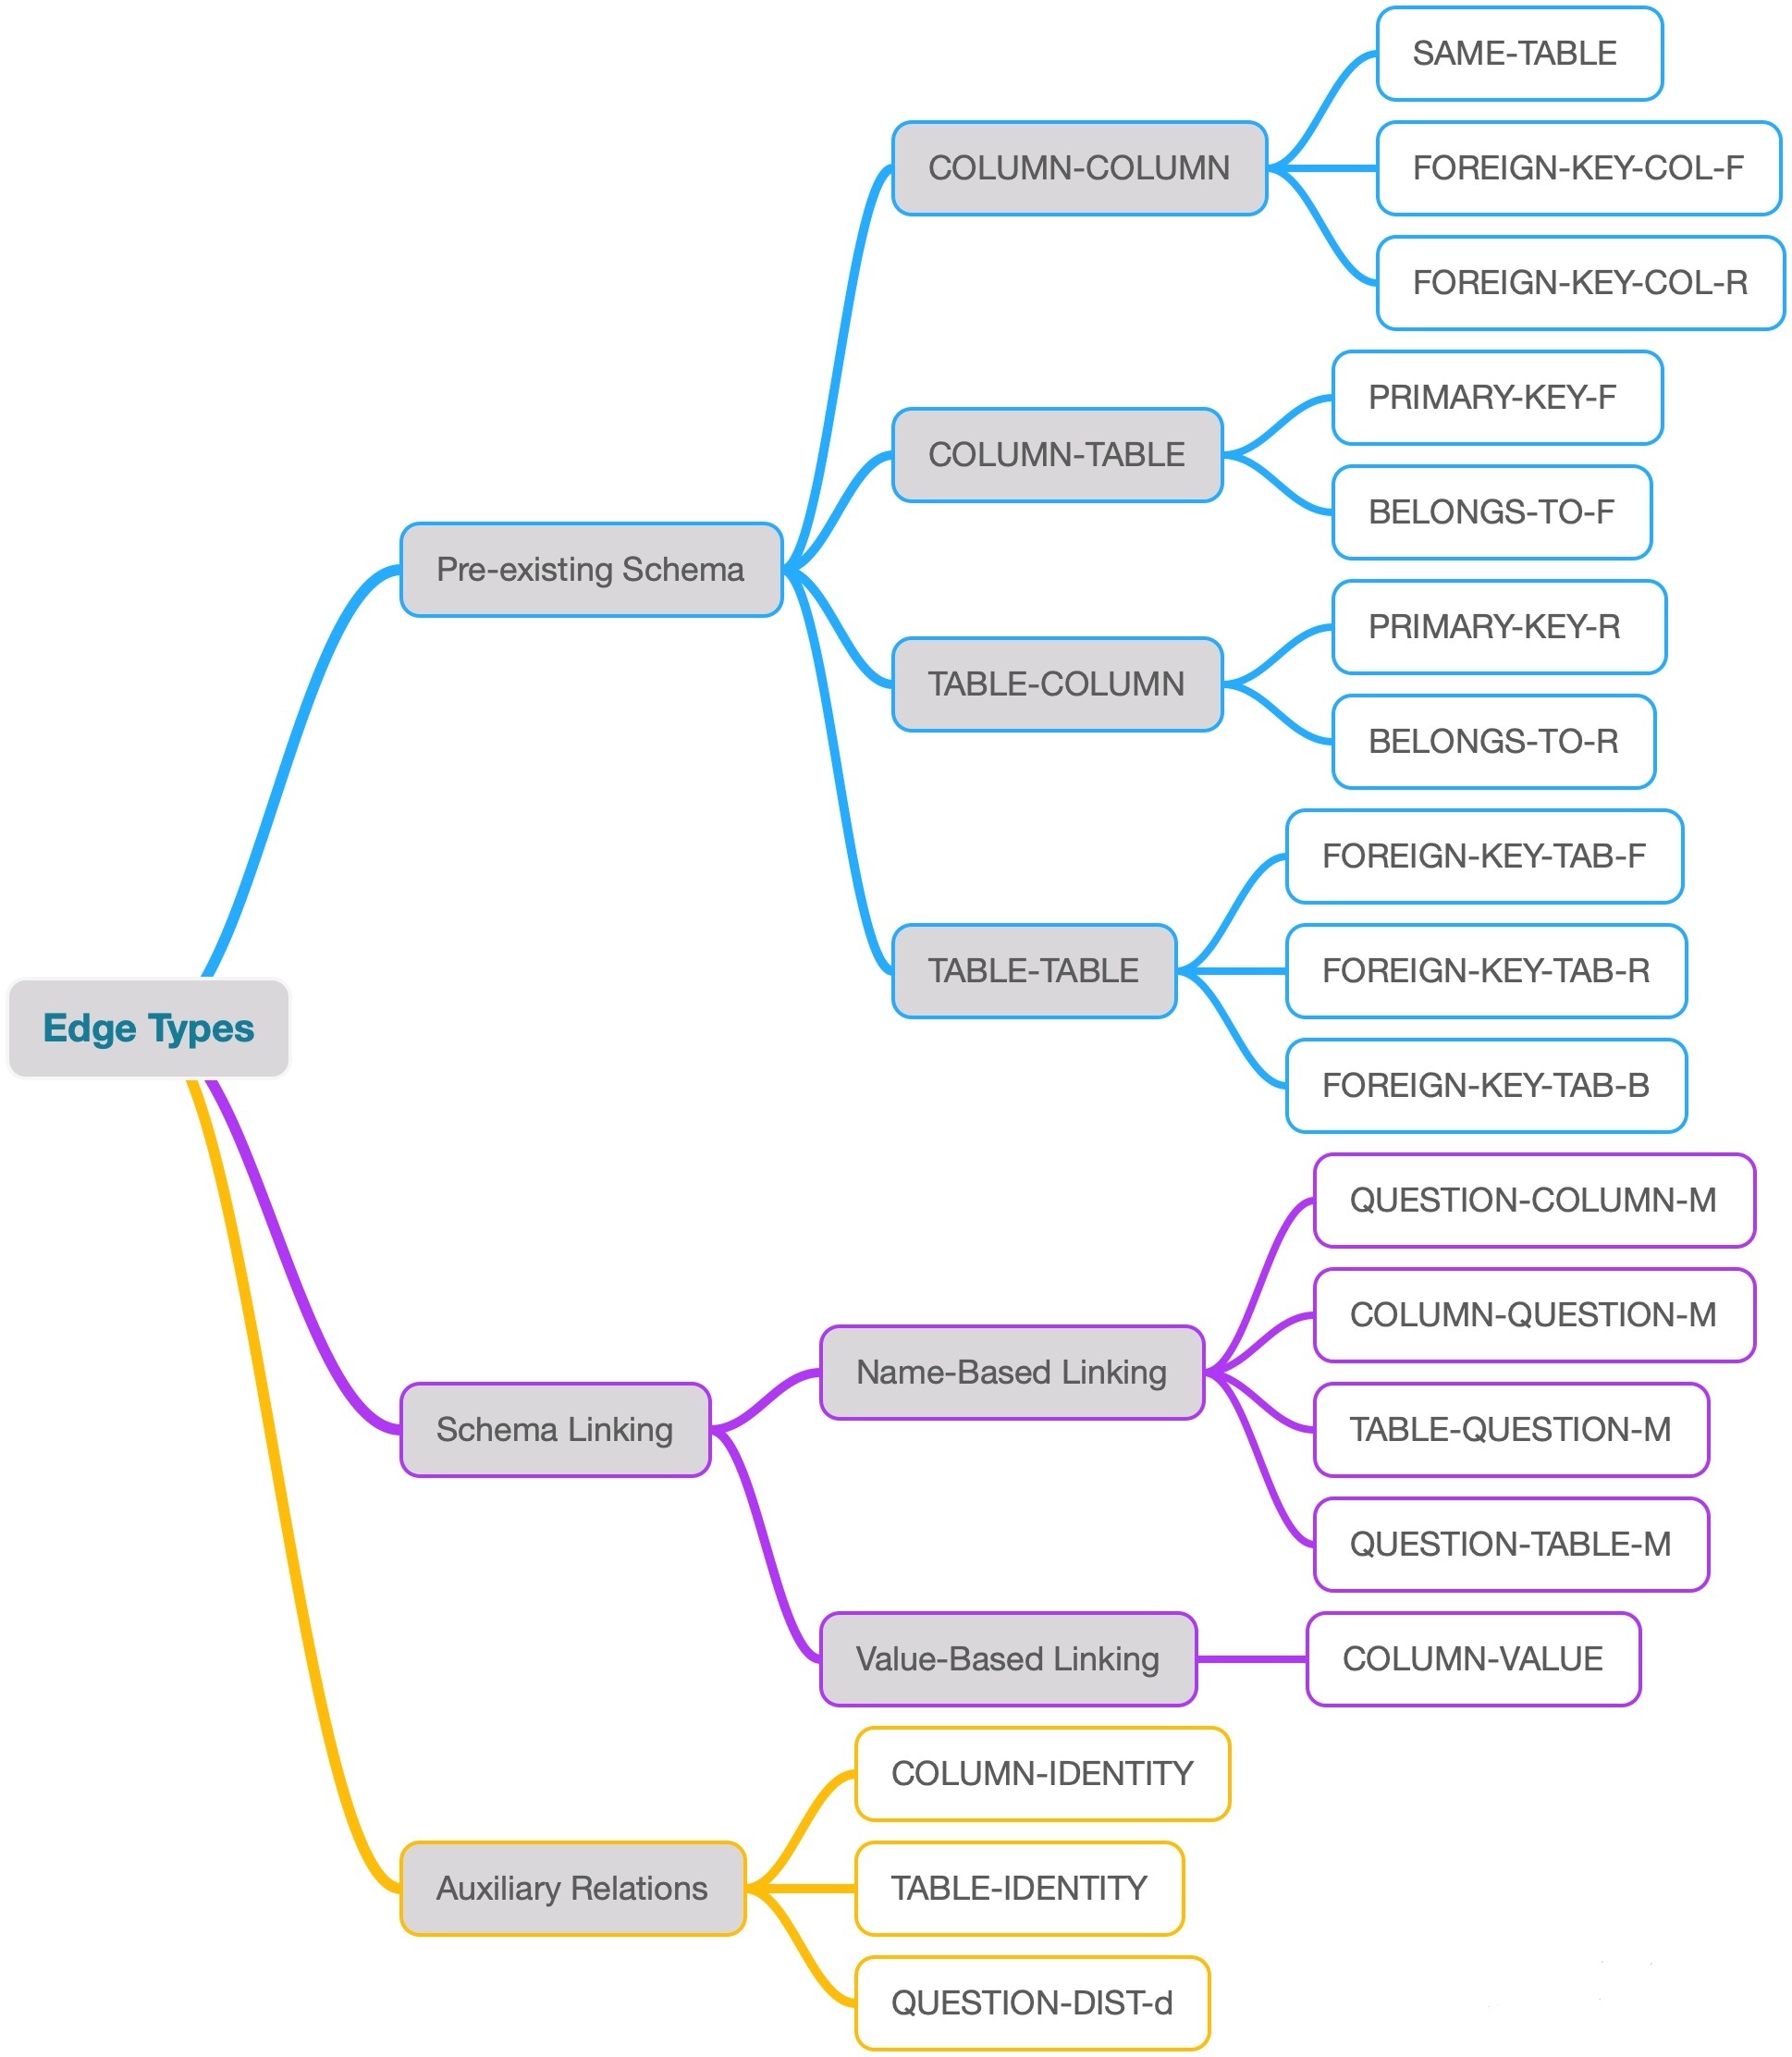 SAME-TABLE
COLUMN-COLUMN
FOREIGN-KEY-COL-F
FOREIGN-KEY-COL-R
PRIMARY-KEY-F
COLUMN-TABLE
BELONGS-TO-F
Pre-existing Schema
PRIMARY-KEY-R
TABLE-COLUMN
BELONGS-TO-R
FOREIGN-KEY-TAB-F
TABLE-TABLE
FOREIGN-KEY-TAB-R
Edge Types
FOREIGN-KEY-TAB-B
QUESTION-COLUMN-M
COLUMN-QUESTION-M
Name-Based Linking
Schema Linking
TABLE-QUESTION-M
QUESTION-TABLE-M
Value-Based Linking
COLUMN-VALUE
COLUMN-IDENTITY
Auxiliary Relations
TABLE-IDENTITY
QUESTION-DIST-d